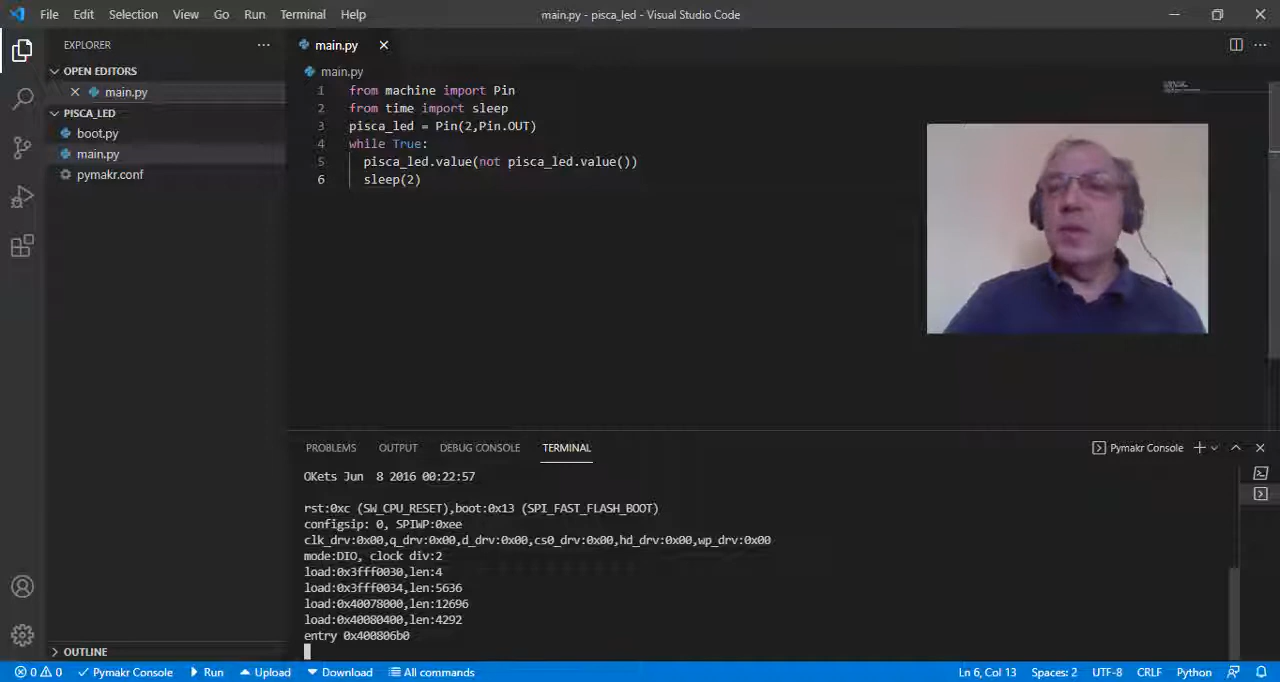 File Edit Selection View Go Run Terminal Help
main.py - pisca_led - Visual Studio Code
EXPLORER
OPEN EDITORS
main.py
PISCA_LED
boot.py
main.py
pymakr.conf
OUTLINE
main.py
main.py
1 from machine import Pin
2 from time import sleep
3 pisca_led = Pin(2,Pin.OUT)
4 while True:
5 pisca_led.value(not pisca_led.value())
6 sleep(2)
PROBLEMS OUTPUT DEBUG CONSOLE TERMINAL
Pymakr Console
OKets Jun 8 2016 00:22:57
rst:0xc (SW_CPU_RESET),boot:0x13 (SPI_FAST_FLASH_BOOT)
configsip: 0, SPIWP:0xee
clk_drv:0x00,q_drv:0x00,d_drv:0x00,cs0_drv:0x00,hd_drv:0x00,wp_drv:0x00
mode:DIO, clock div:2
load:0x3fff0030,len:4
load:0x3fff0034,len:5636
load:0x40078000,len:12696
load:0x40080400,len:4292
entry 0x400806b0
0 0 Pymakr Console Run Upload Download All commands Ln 6, Col 13 Spaces: 2 UTF-8 CRLF Python